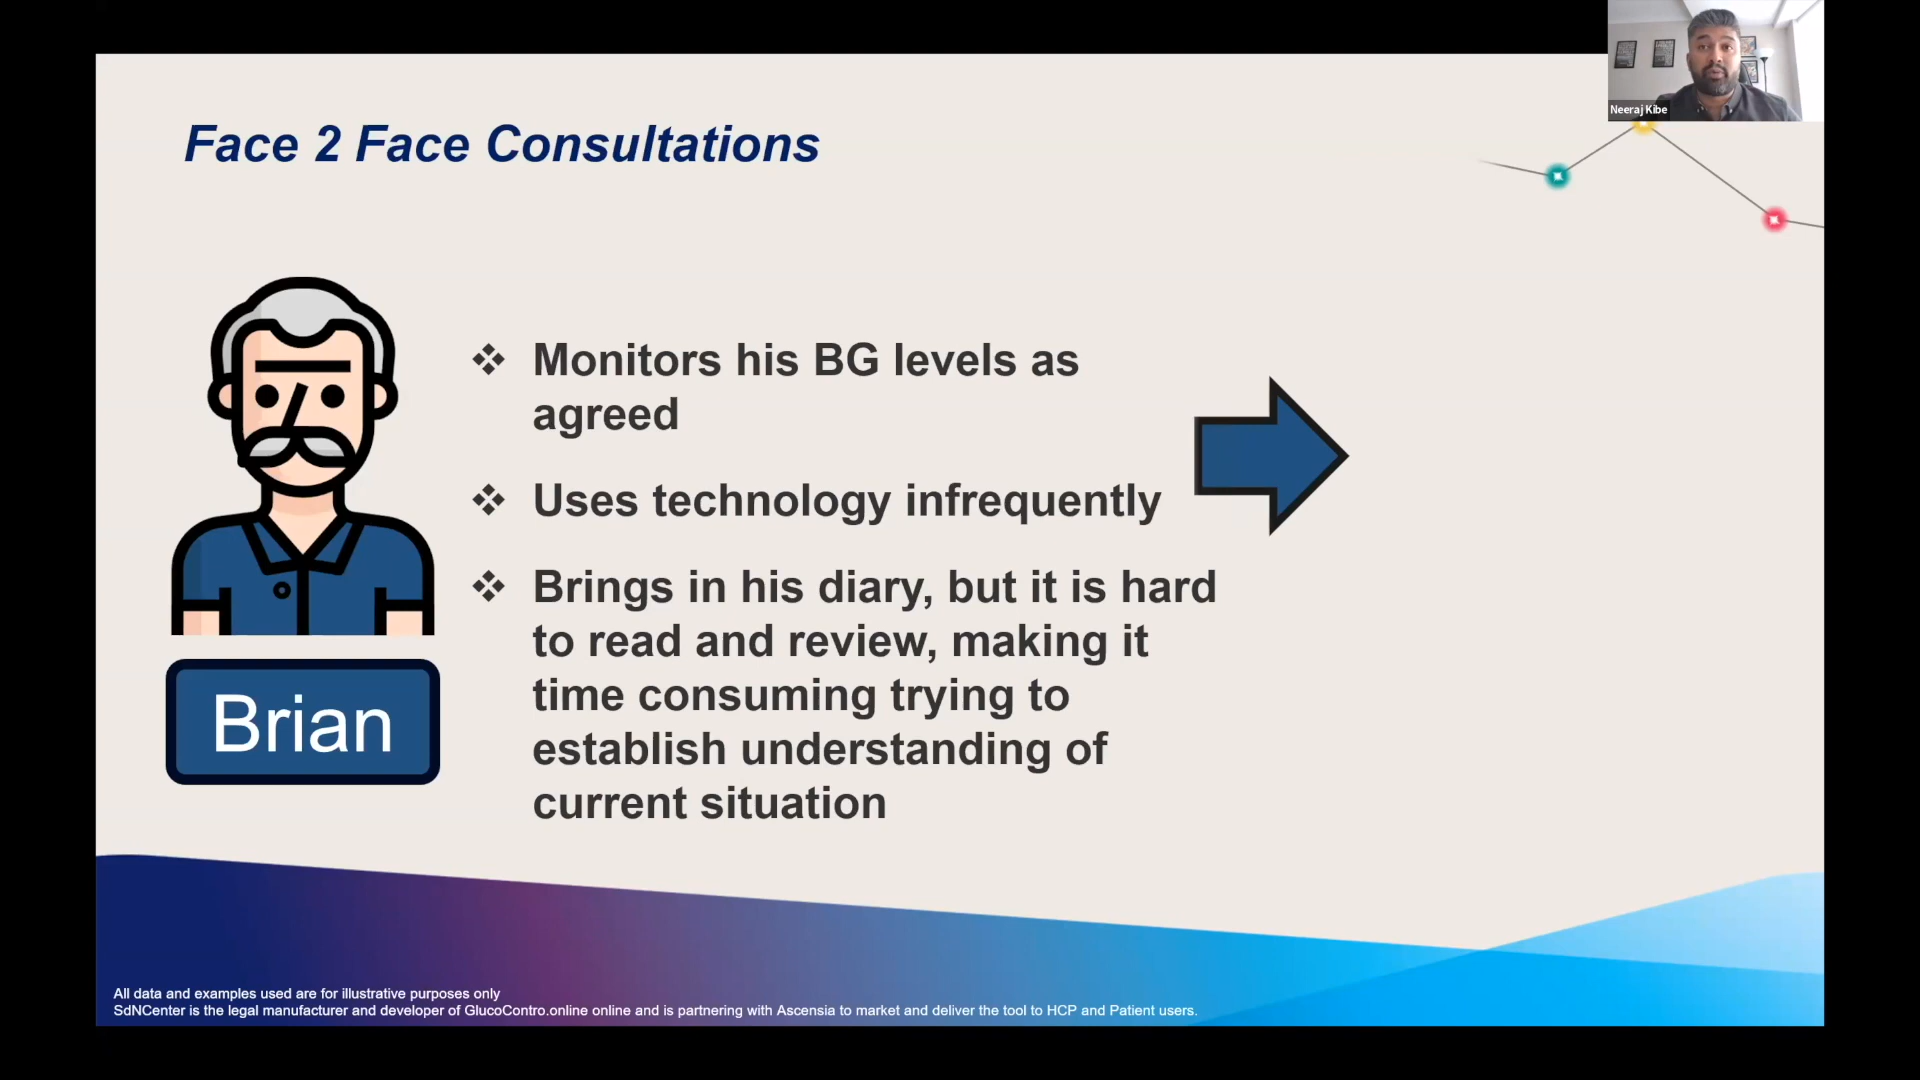 Neeraj Kibe
Face 2 Face Consultations
Monitors his BG levels as
agreed
Uses technology infrequently
Brings in his diary, but it is hard
to read and review, making it
time consuming trying to
establish understanding of
current situation
Brian
All data and examples used are for illustrative purposes only
SdNCenter is the legal manufacturer and developer of GlucoContro.online online and is partnering with Ascensia to market and deliver the tool to HCP and Patient users.